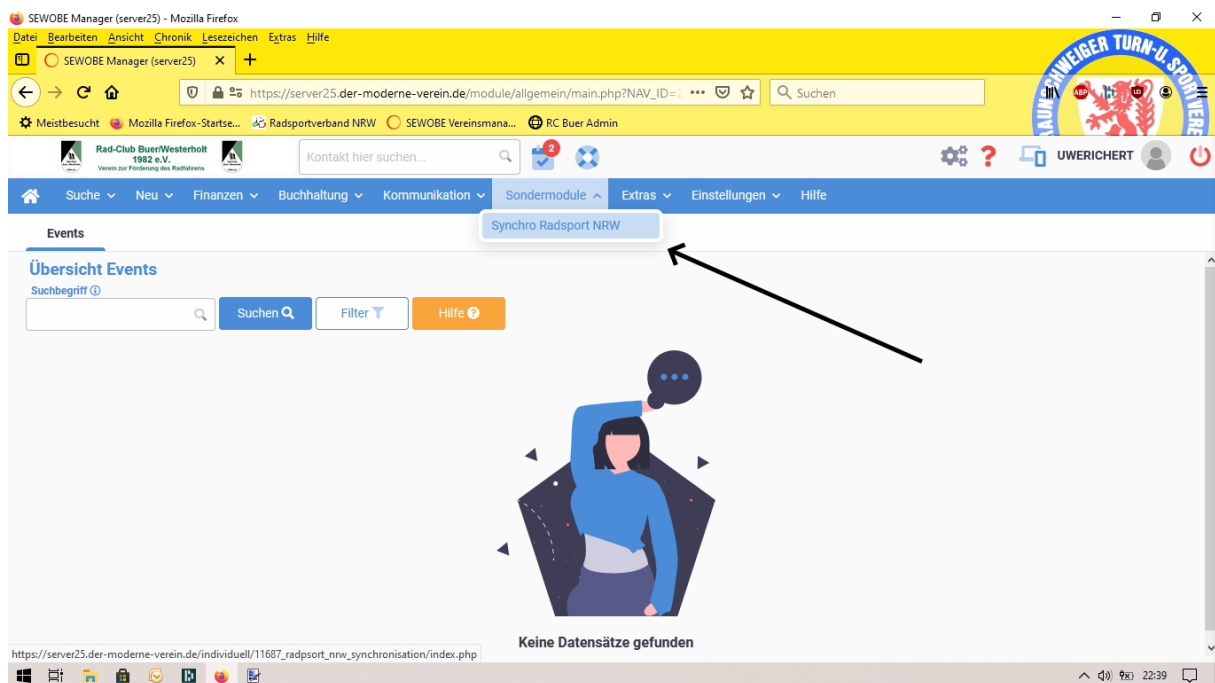 SEWOBE Manager (server25) - Mozilla Firefox
Datei Bearbeiten Ansicht Chronik Lesezeichen Extras Hilfe
SEWOBE Manager (server25)
https://server25.der-moderne-verein.de/module/allgemein/main.php?NAV_ID=2
Suchen
Meistbesucht Mozilla Firefox-Startse... Radsportverband NRW SEWOBE Vereinsmana... RC Buer Admin
Rad-Club Buer/Westerholt
1982 e.V.
Verein zur Förderung des Radfahrens
Kontakt hier suchen...
2
UWERICHERT
Suche Neu Finanzen Buchhaltung Kommunikation Sondermodule Extras Einstellungen Hilfe
Synchro Radsport NRW
Events
Übersicht Events
Suchbegriff
Suchen Filter Hilfe
Keine Datensätze gefunden
https://server25.der-moderne-verein.de/individuell/11687_radpsort_nrw_synchronisation/index.php
22:39